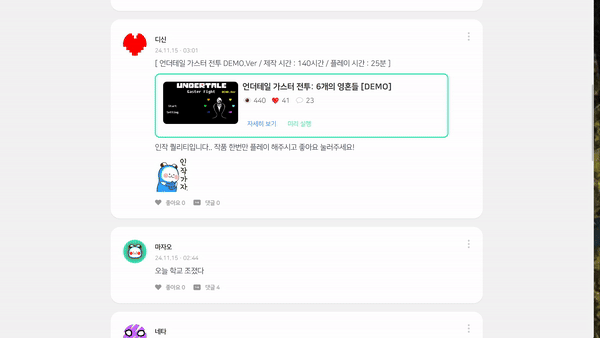 디신
24.11.15 · 03:01
[ 언더테일 가스터 전투 DEMO.Ver / 제작 시간 : 140시간 / 플레이 시간 : 25분 ]
UNDERTALE
Gaster Fight
Start
Setting
언더테일 가스터 전투: 6개의 영혼들 [DEMO]
440 41 23
자세히 보기 미리 실행
인작 퀄리티입니다.. 작품 한번만 플레이 해주시고 좋아요 눌러주세요!
인작가자
좋아요 0 댓글 0
마자오
24.11.15 · 02:44
오늘 학교 조졌다
좋아요 0 댓글 4
네타